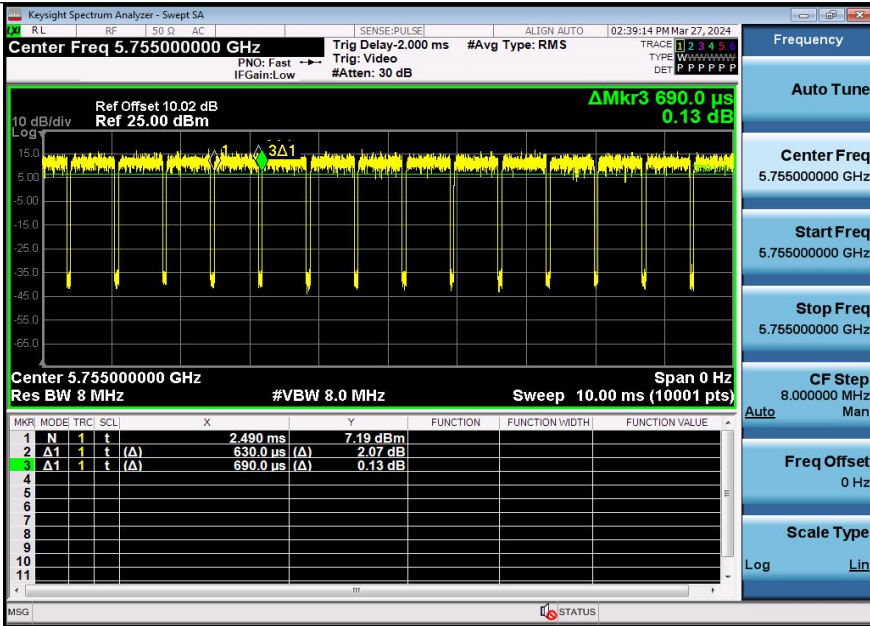 Keysight Spectrum Analyzer - Swept SA
LXI RL RF 50 Ω AC SENSE:PULSE ALIGN AUTO 02:39:14 PM Mar 27, 2024
Center Freq 5.755000000 GHz
PNO: Fast
IFGain:Low
Trig Delay-2.000 ms
Trig: Video
#Atten: 30 dB
#Avg Type: RMS
TRACE 1 2 3 4 5 6
TYPE WWWWWW
DET P P P P P P
Ref Offset 10.02 dB
10 dB/div Ref 25.00 dBm
Log
ΔMkr3 690.0 µs
0.13 dB
15.0
5.00
-5.00
-15.0
-25.0
-35.0
-45.0
-55.0
-65.0
1
3Δ1
Center 5.755000000 GHz Span 0 Hz
Res BW 8 MHz #VBW 8.0 MHz Sweep 10.00 ms (10001 pts)
MKR MODE TRC SCL X Y FUNCTION FUNCTION WIDTH FUNCTION VALUE
1 N 1 t 2.490 ms 7.19 dBm
2 Δ1 1 t (Δ) 630.0 µs (Δ) 2.07 dB
3 Δ1 1 t (Δ) 690.0 µs (Δ) 0.13 dB
4
5
6
7
8
9
10
11
MSG STATUS
Frequency
Auto Tune
Center Freq
5.755000000 GHz
Start Freq
5.755000000 GHz
Stop Freq
5.755000000 GHz
CF Step
8.000000 MHz
Auto Man
Freq Offset
0 Hz
Scale Type
Log Lin